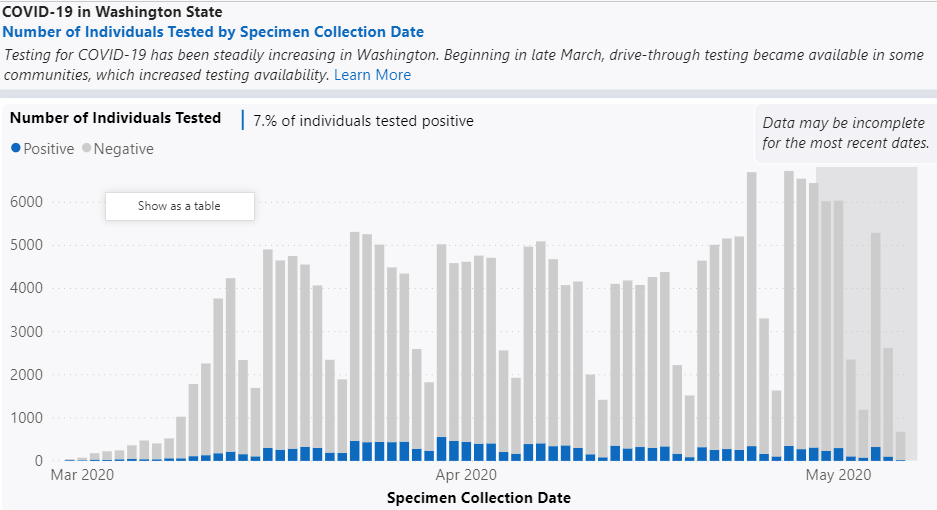 COVID-19 in Washington State
Number of Individuals Tested by Specimen Collection Date
Testing for COVID-19 has been steadily increasing in Washington. Beginning in late March, drive-through testing became available in some
communities, which increased testing availability. Learn More
Number of Individuals Tested
7.% of individuals tested positive
Data may be incomplete
for the most recent dates.
Positive Negative
Show as a table
6000
5000
4000
3000
2000
1000
0
Mar 2020 Apr 2020 May 2020
Specimen Collection Date